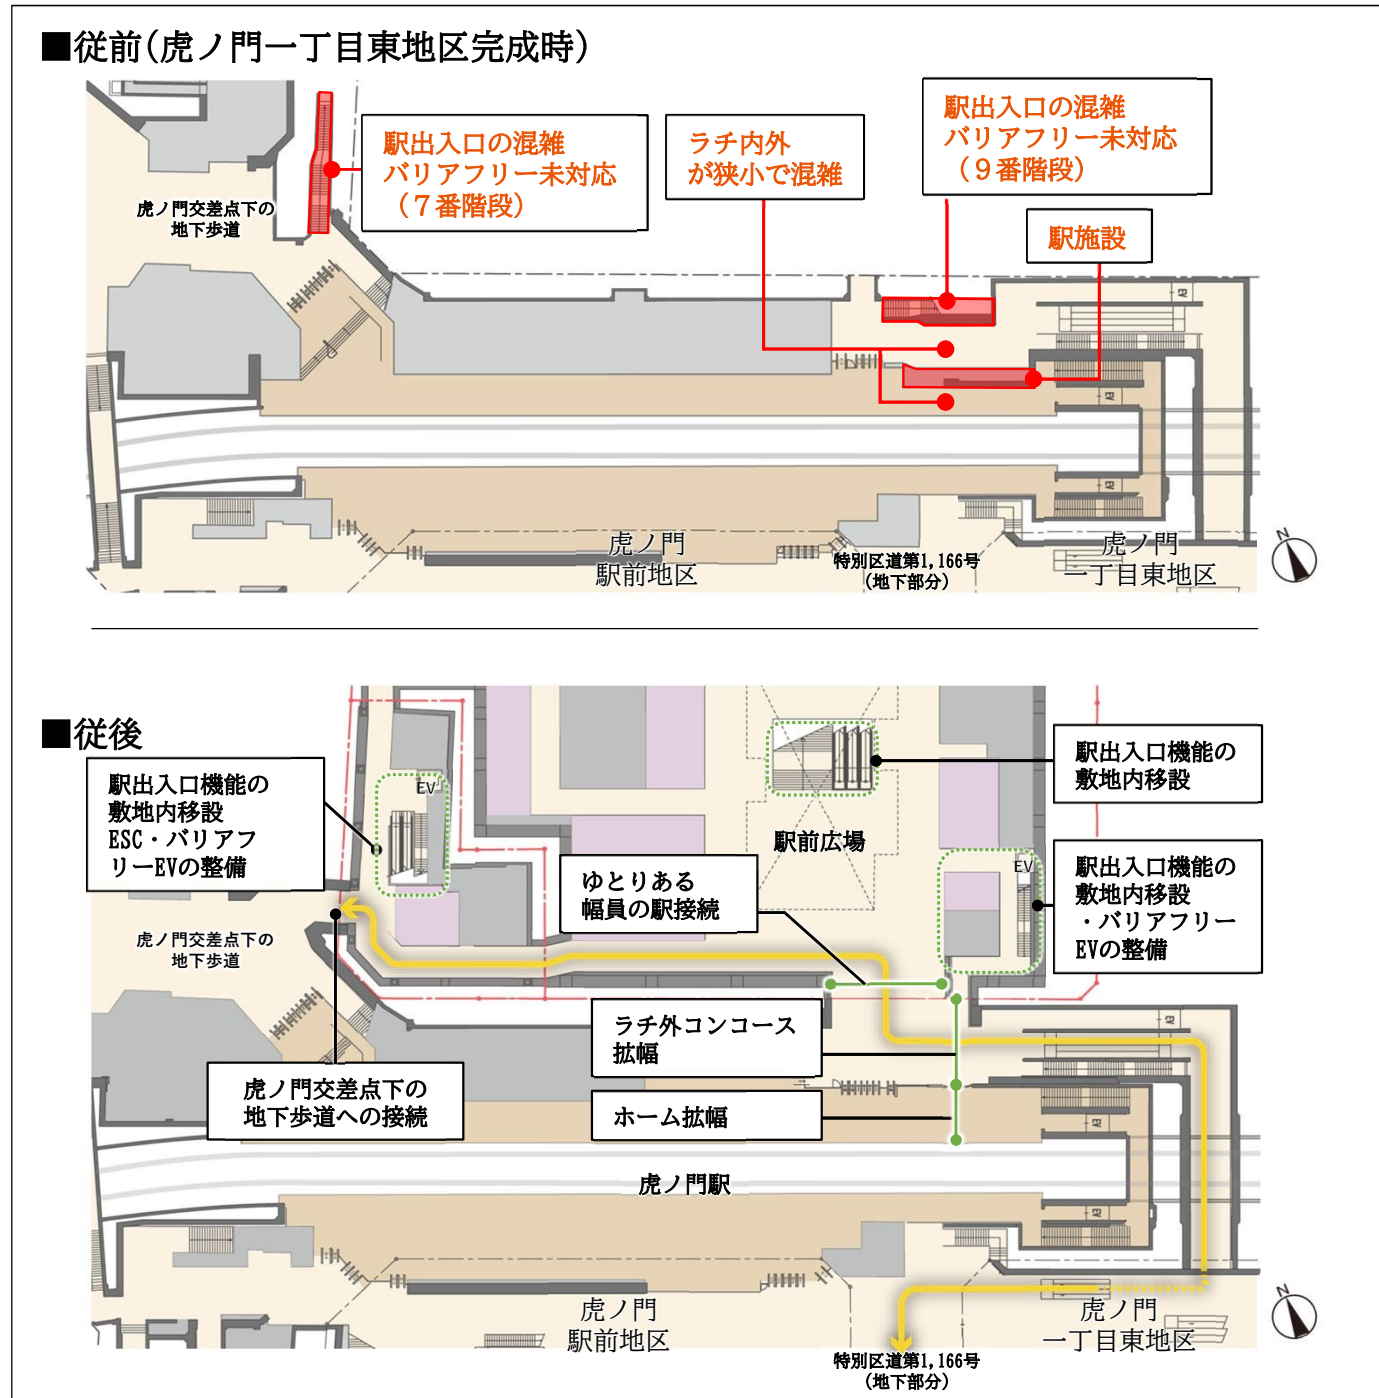 ■従前(虎ノ門一丁目東地区完成時)
駅出入口の混雑
バリアフリー未対応
(7番階段)
ラチ内外
が狭小で混雑
駅出入口の混雑
バリアフリー未対応
(9番階段)
駅施設
虎ノ門交差点下の
地下歩道
EV
EV
EV
虎ノ門
駅前地区
特別区道第1,166号
(地下部分)
虎ノ門
一丁目東地区
N
■従後
駅出入口機能の
敷地内移設
ESC・バリアフ
リーEVの整備
EV
駅出入口機能の
敷地内移設
駅前広場
ゆとりある
幅員の駅接続
EV
駅出入口機能の
敷地内移設
・バリアフリー
EVの整備
虎ノ門交差点下の
地下歩道
ラチ外コンコース
拡幅
EV
虎ノ門交差点下の
地下歩道への接続
ホーム拡幅
EV
虎ノ門駅
EV
虎ノ門
駅前地区
虎ノ門
一丁目東地区
特別区道第1,166号
(地下部分)
N